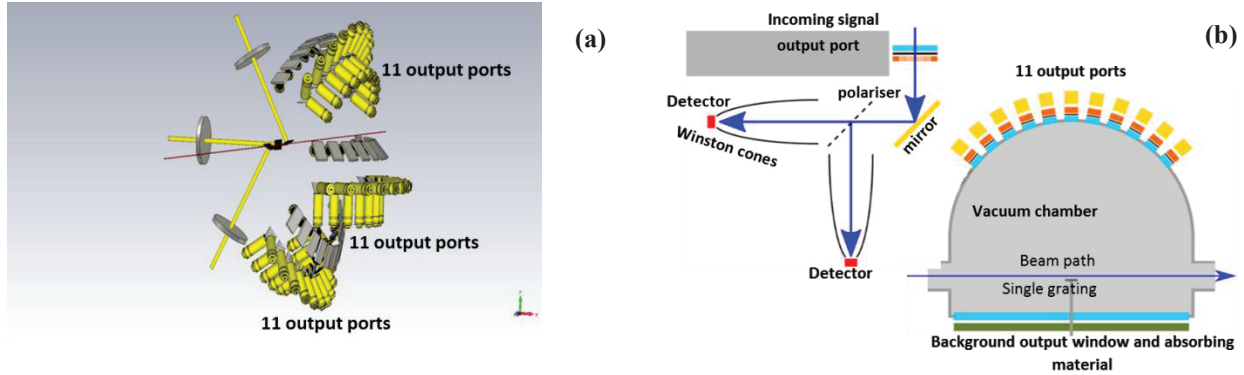 (a)
11 output ports
11 output ports
11 output ports
(b)
Incoming signal
output port
polariser
Detector
Winston cones
mirror
Detector
11 output ports
Vacuum chamber
Beam path
Single grating
Background output window and absorbing
material